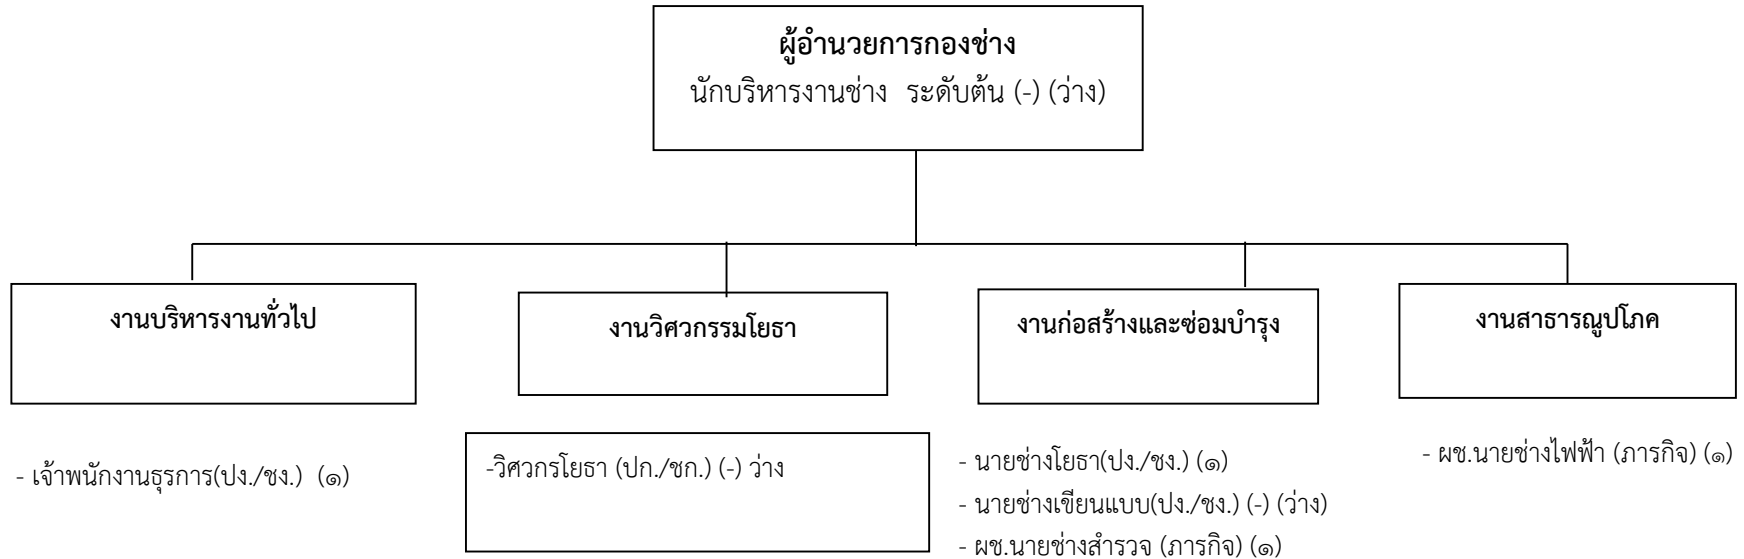 ผู้อำนวยการกองช่าง
นักบริหารงานช่าง ระดับต้น (-) (ว่าง)
งานบริหารงานทั่วไป
งานวิศวกรรมโยธา
งานก่อสร้างและซ่อมบำรุง
งานสาธารณูปโภค
- เจ้าพนักงานธุรการ(ปง./ชง.) (๑)
-วิศวกรโยธา (ปก./ชก.) (-) ว่าง
- นายช่างโยธา(ปง./ชง.) (๑)
- นายช่างเขียนแบบ(ปง./ชง.) (-) (ว่าง)
- ผช.นายช่างสำรวจ (ภารกิจ) (๑)
- ผช.นายช่างไฟฟ้า (ภารกิจ) (๑)